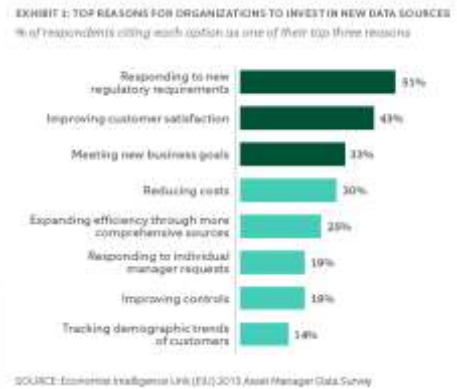 EXHIBIT 1: TOP REASONS FOR ORGANIZATIONS TO INVEST IN NEW DATA SOURCES
% of respondents citing each option as one of their top three reasons
Responding to new
regulatory requirements
51%
Improving customer satisfaction
43%
Meeting new business goals
33%
Reducing costs
30%
Expanding efficiency through more
comprehensive sources
Responding to individual
manager requests
19%
Improving controls
Tracking demographic trends
of customers
14%
SOURCE: Economist Intelligence Unit (EIU) 2015 Asset Manager Data Survey